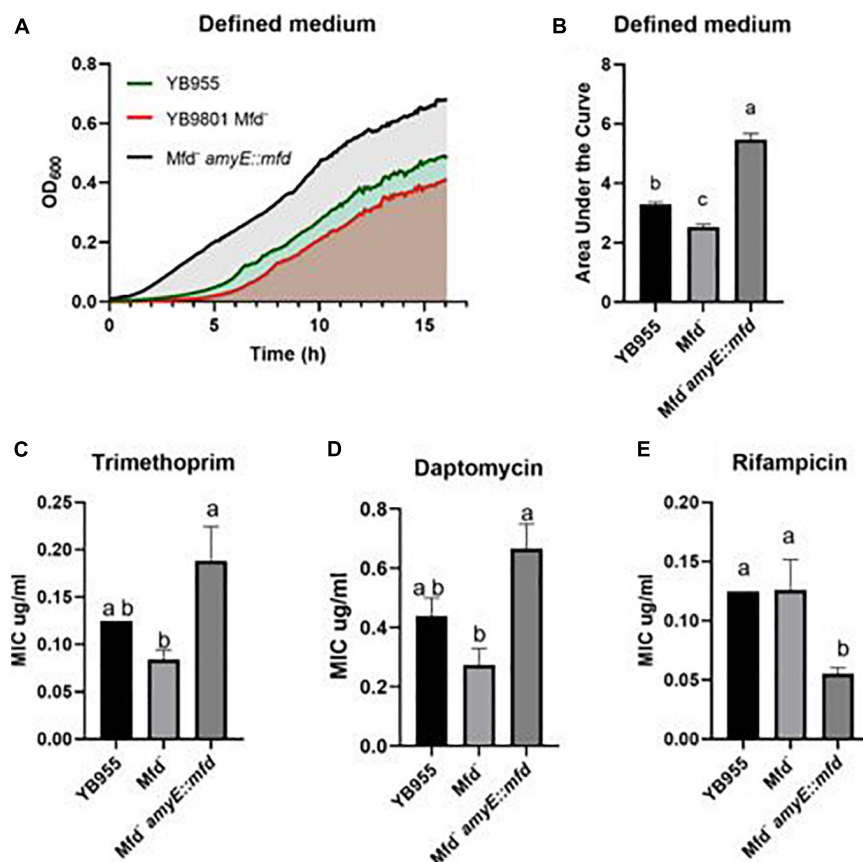 A
Defined medium
0.8
0.6
0.4
0.2
0.0
OD600
YB955
YB9801 Mfd-
Mfd- amyE::mfd
0
5
10
15
Time (h)
B
Defined medium
8
6
4
2
0
Area Under the Curve
b
c
a
YB955
Mfd-
Mfd- amyE::mfd
C
Trimethoprim
0.25
0.20
0.15
0.10
0.05
0.00
MIC ug/ml
a b
b
a
YB955
Mfd-
Mfd- amyE::mfd
D
Daptomycin
0.8
0.6
0.4
0.2
0.0
MIC ug/ml
a b
b
a
YB955
Mfd-
Mfd- amyE::mfd
E
Rifampicin
0.20
0.15
0.10
0.05
0.00
MIC ug/ml
a
a
b
YB955
Mfd-
Mfd- amyE::mfd